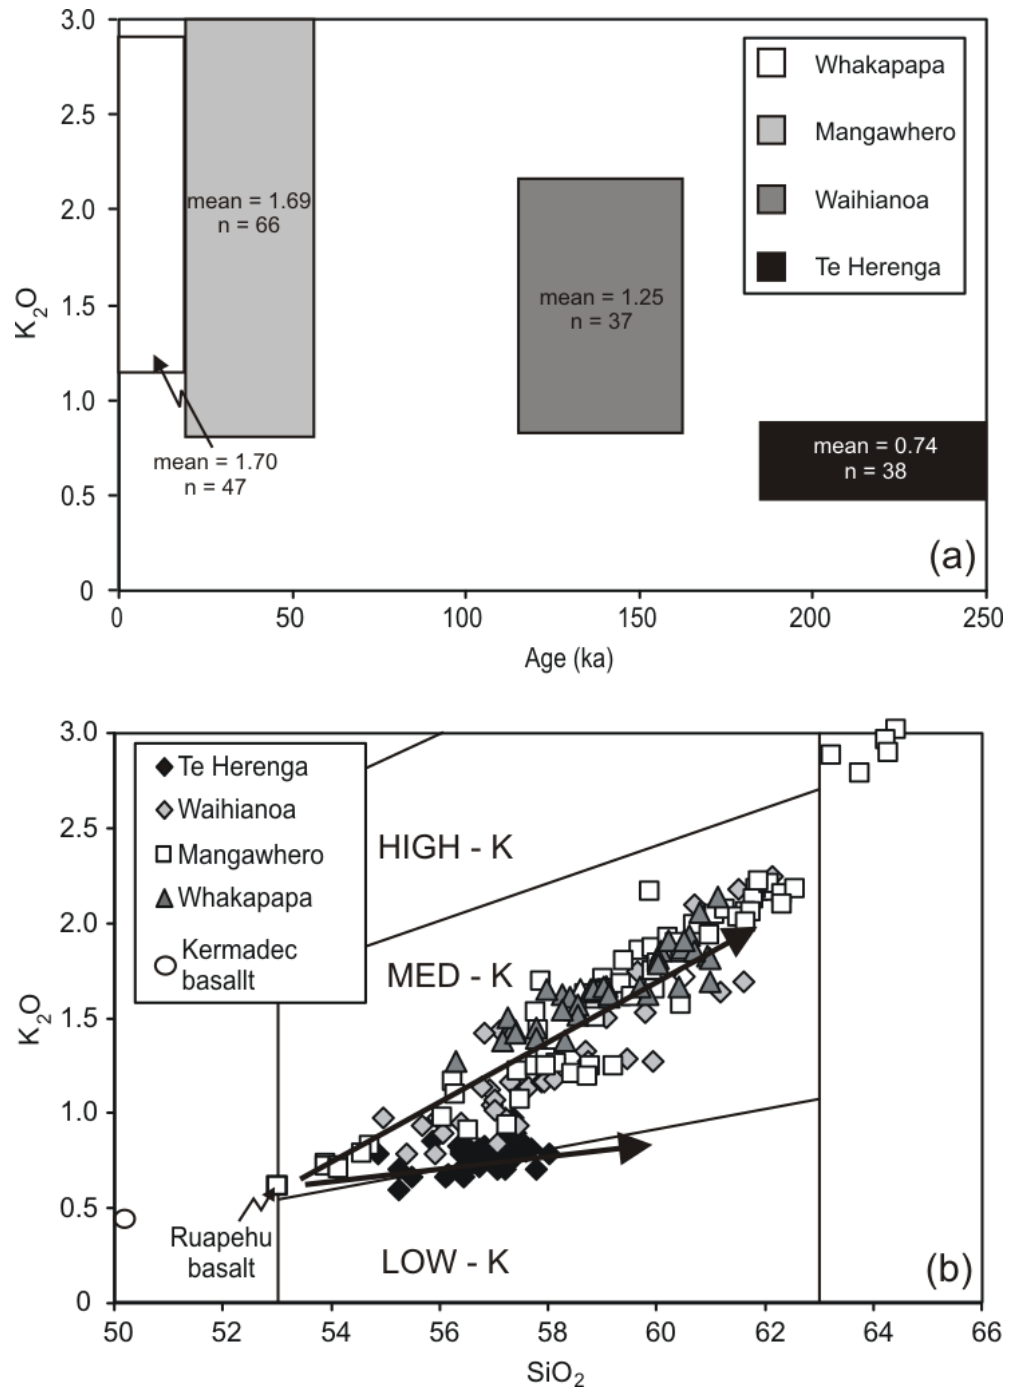 3.0
2.5
2.0
1.5
1.0
0.5
0
K₂O
mean = 1.69
n = 66
mean = 1.70
n = 47
mean = 1.25
n = 37
mean = 0.74
n = 38
Whakapapa
Mangawhero
Waihianoa
Te Herenga
(a)
0 50 100 150 200 250
Age (ka)
3.0
2.5
2.0
1.5
1.0
0.5
0
K₂O
Te Herenga
Waihianoa
Mangawhero
Whakapapa
Kermadec
basallt
HIGH - K
MED - K
LOW - K
Ruapehu
basalt
(b)
50 52 54 56 58 60 62 64 66
SiO₂